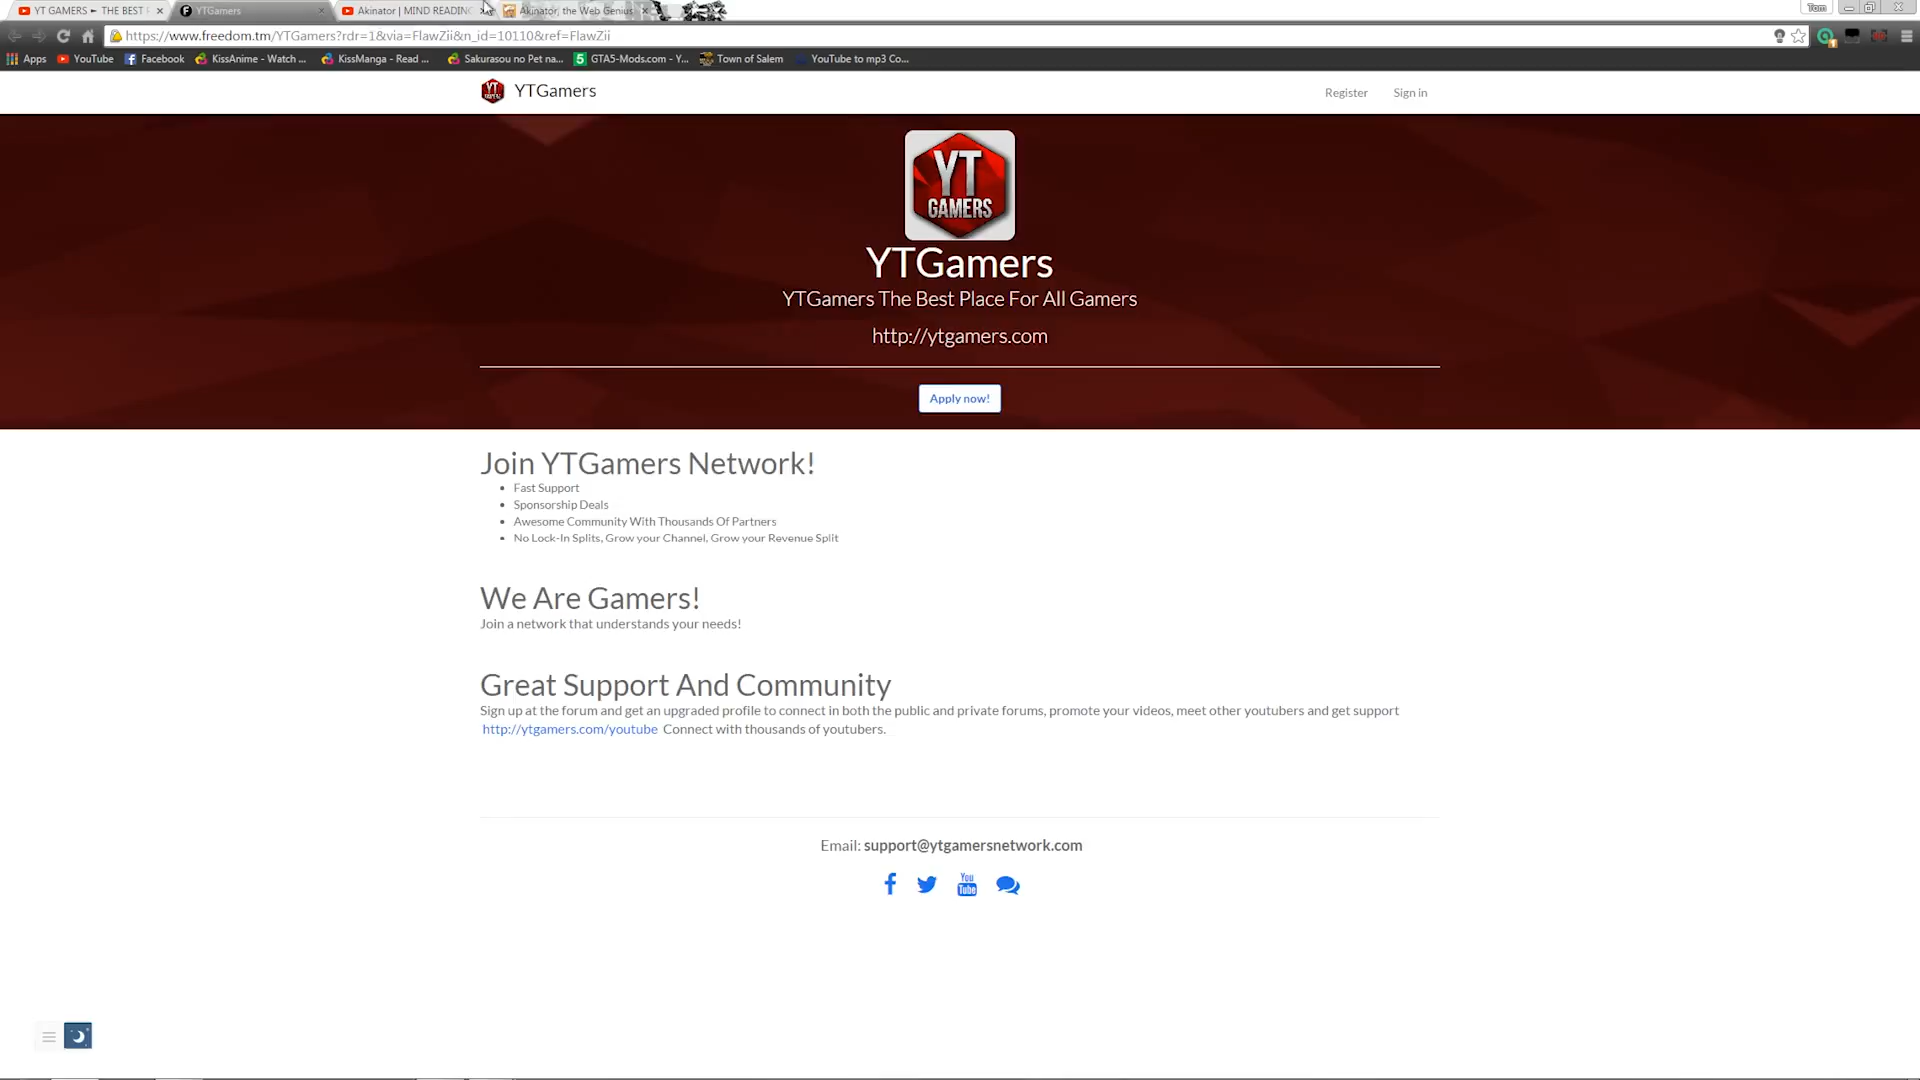 YT GAMERS ► THE BEST
YTGamers
Akinator | MIND READING
Akinator, the Web Genius
Tom
https://www.freedom.tm/YTGamers?rdr=1&via=FlawZii&n_id=10110&ref=FlawZii
Apps
YouTube
Facebook
KissAnime - Watch ...
KissManga - Read ...
Sakurasou no Pet na...
GTA5-Mods.com - Y...
Town of Salem
YouTube to mp3 Co...
YTGamers
Register
Sign in
YT
GAMERS
YTGamers
YTGamers The Best Place For All Gamers
http://ytgamers.com
Apply now!
Join YTGamers Network!
Fast Support
Sponsorship Deals
Awesome Community With Thousands Of Partners
No Lock-In Splits, Grow your Channel, Grow your Revenue Split
We Are Gamers!
Join a network that understands your needs!
Great Support And Community
Sign up at the forum and get an upgraded profile to connect in both the public and private forums, promote your videos, meet other youtubers and get support
http://ytgamers.com/youtube Connect with thousands of youtubers.
Email: support@ytgamersnetwork.com
You
Tube